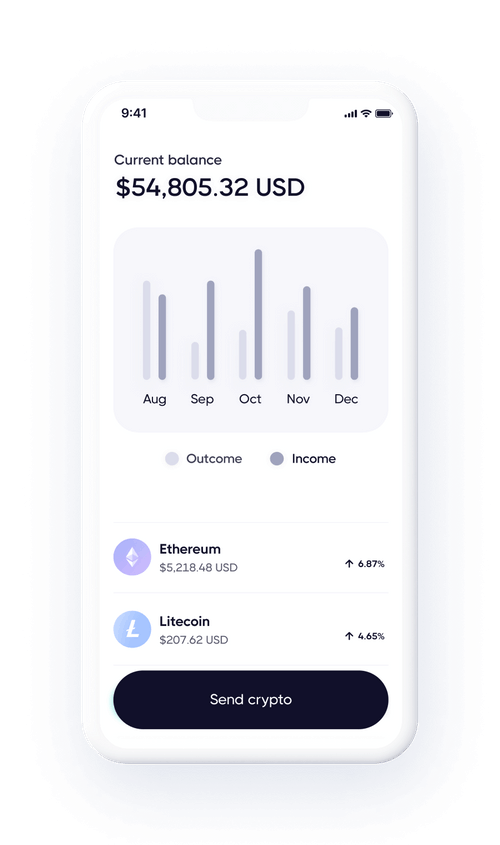 9:41
Current balance
$54,805.32 USD
Aug Sep Oct Nov Dec
Outcome Income
Ethereum
$5,218.48 USD
↑ 6.87%
Litecoin
$207.62 USD
↑ 4.65%
Send crypto